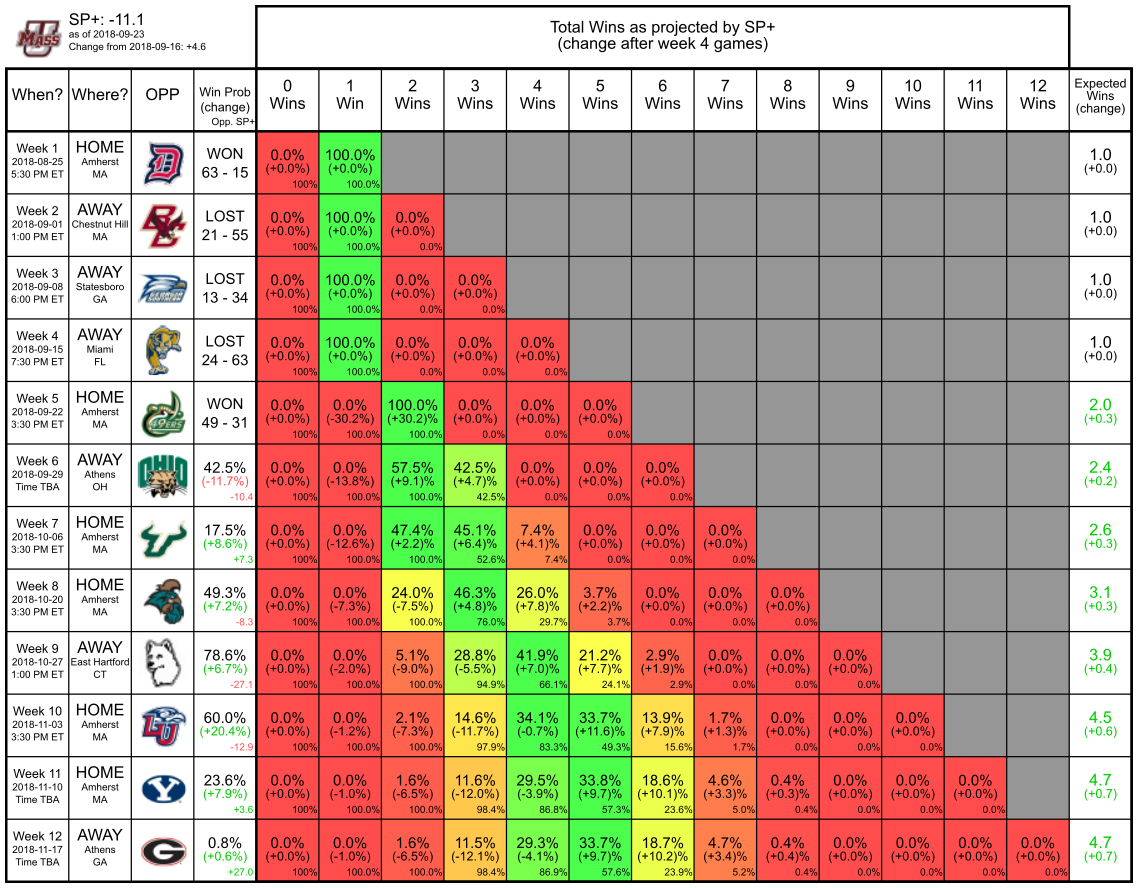 SP+: -11.1
as of 2018-09-23
Change from 2018-09-16: +4.6
MASS
Total Wins as projected by SP+
(change after week 4 games)
When? Where? OPP Win Prob (change) Opp. SP+ 0 Wins 1 Win 2 Wins 3 Wins 4 Wins 5 Wins 6 Wins 7 Wins 8 Wins 9 Wins 10 Wins 11 Wins 12 Wins Expected Wins (change)
Week 1 HOME WON 0.0% 100.0% 1.0
2018-08-25 Amherst 63 - 15 (+0.0%) (+0.0%) (+0.0)
5:30 PM ET MA 100% 100.0%
Week 2 AWAY LOST 0.0% 100.0% 0.0% 1.0
2018-09-01 Chestnut Hill 21 - 55 (+0.0%) (+0.0%) (+0.0%) (+0.0)
1:00 PM ET MA 100% 100.0% 0.0%
Week 3 AWAY LOST 0.0% 100.0% 0.0% 0.0% 1.0
2018-09-08 Statesboro 13 - 34 (+0.0%) (+0.0%) (+0.0%) (+0.0%) (+0.0)
6:00 PM ET GA 100% 100.0% 0.0% 0.0%
Week 4 AWAY LOST 0.0% 100.0% 0.0% 0.0% 0.0% 1.0
2018-09-15 Miami 24 - 63 (+0.0%) (+0.0%) (+0.0%) (+0.0%) (+0.0%) (+0.0)
7:30 PM ET FL 100% 100.0% 0.0% 0.0% 0.0%
Week 5 HOME 49ERS WON 0.0% 0.0% 100.0% 0.0% 0.0% 0.0% 2.0
2018-09-22 Amherst 49 - 31 (+0.0%) (-30.2%) (+30.2)% (+0.0%) (+0.0%) (+0.0%) (+0.3)
3:30 PM ET MA 100% 100.0% 100.0% 0.0% 0.0% 0.0%
Week 6 AWAY OHIO 42.5% 0.0% 0.0% 57.5% 42.5% 0.0% 0.0% 0.0% 2.4
2018-09-29 Athens (-11.7%) (+0.0%) (-13.8%) (+9.1)% (+4.7)% (+0.0%) (+0.0%) (+0.0%) (+0.2)
Time TBA OH -10.4 100% 100.0% 100.0% 42.5% 0.0% 0.0% 0.0%
Week 7 HOME 17.5% 0.0% 0.0% 47.4% 45.1% 7.4% 0.0% 0.0% 0.0% 2.6
2018-10-06 Amherst (+8.6%) (+0.0%) (-12.6%) (+2.2)% (+6.4)% (+4.1)% (+0.0%) (+0.0%) (+0.0%) (+0.3)
3:30 PM ET MA +7.3 100% 100.0% 100.0% 52.6% 7.4% 0.0% 0.0% 0.0%
Week 8 HOME 49.3% 0.0% 0.0% 24.0% 46.3% 26.0% 3.7% 0.0% 0.0% 0.0% 3.1
2018-10-20 Amherst (+7.2%) (+0.0%) (-7.3%) (-7.5%) (+4.8)% (+7.8)% (+2.2)% (+0.0%) (+0.0%) (+0.0%) (+0.3)
3:30 PM ET MA -8.3 100% 100.0% 100.0% 76.0% 29.7% 3.7% 0.0% 0.0% 0.0%
Week 9 AWAY 78.6% 0.0% 0.0% 5.1% 28.8% 41.9% 21.2% 2.9% 0.0% 0.0% 0.0% 3.9
2018-10-27 East Hartford (+6.7%) (+0.0%) (-2.0%) (-9.0%) (-5.5%) (+7.0)% (+7.7)% (+1.9)% (+0.0%) (+0.0%) (+0.0%) (+0.4)
1:00 PM ET CT -27.1 100% 100.0% 100.0% 94.9% 66.1% 24.1% 2.9% 0.0% 0.0% 0.0%
Week 10 HOME LU 60.0% 0.0% 0.0% 2.1% 14.6% 34.1% 33.7% 13.9% 1.7% 0.0% 0.0% 0.0% 4.5
2018-11-03 Amherst (+20.4%) (+0.0%) (-1.2%) (-7.3%) (-11.7%) (-0.7%) (+11.6)% (+7.9)% (+1.3)% (+0.0%) (+0.0%) (+0.0%) (+0.6)
3:30 PM ET MA -12.9 100% 100.0% 100.0% 97.9% 83.3% 49.3% 15.6% 1.7% 0.0% 0.0% 0.0%
Week 11 HOME Y 23.6% 0.0% 0.0% 1.6% 11.6% 29.5% 33.8% 18.6% 4.6% 0.4% 0.0% 0.0% 0.0% 4.7
2018-11-10 Amherst (+7.9%) (+0.0%) (-1.0%) (-6.5%) (-12.0%) (-3.9%) (+9.7)% (+10.1)% (+3.3)% (+0.3)% (+0.0%) (+0.0%) (+0.0%) (+0.7)
Time TBA MA +3.6 100% 100.0% 100.0% 98.4% 86.8% 57.3% 23.6% 5.0% 0.4% 0.0% 0.0% 0.0%
Week 12 AWAY G 0.8% 0.0% 0.0% 1.6% 11.5% 29.3% 33.7% 18.7% 4.7% 0.4% 0.0% 0.0% 0.0% 0.0% 4.7
2018-11-17 Athens (+0.6%) (+0.0%) (-1.0%) (-6.5%) (-12.1%) (-4.1%) (+9.7)% (+10.2)% (+3.4)% (+0.4)% (+0.0%) (+0.0%) (+0.0%) (+0.0%) (+0.7)
Time TBA GA +27.0 100% 100.0% 100.0% 98.4% 86.9% 57.6% 23.9% 5.2% 0.4% 0.0% 0.0% 0.0% 0.0%